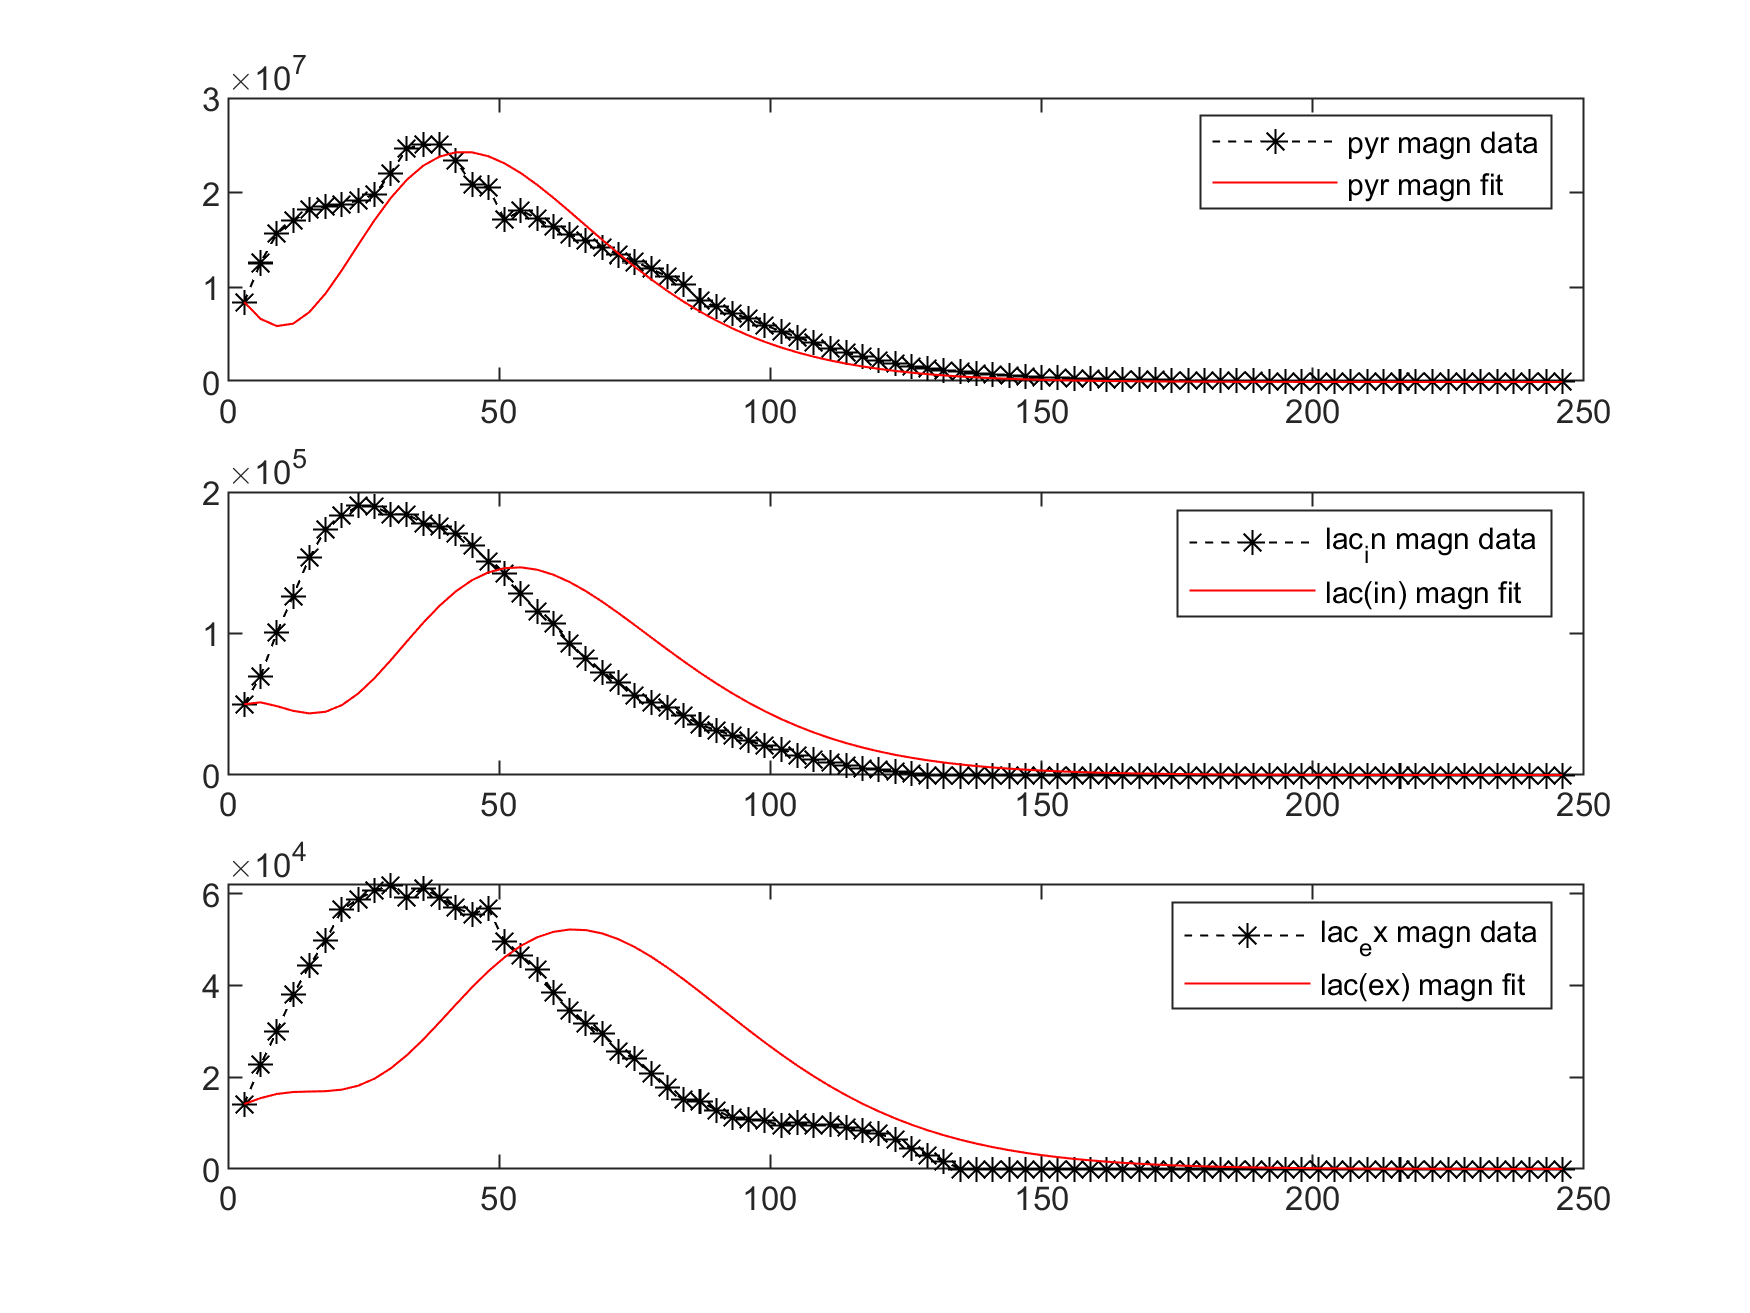 ×10^7
3
2
1
0
0 50 100 150 200 250
pyr magn data
pyr magn fit
×10^5
2
1
0
0 50 100 150 200 250
lac_in magn data
lac(in) magn fit
×10^4
6
4
2
0
0 50 100 150 200 250
lac_ex magn data
lac(ex) magn fit